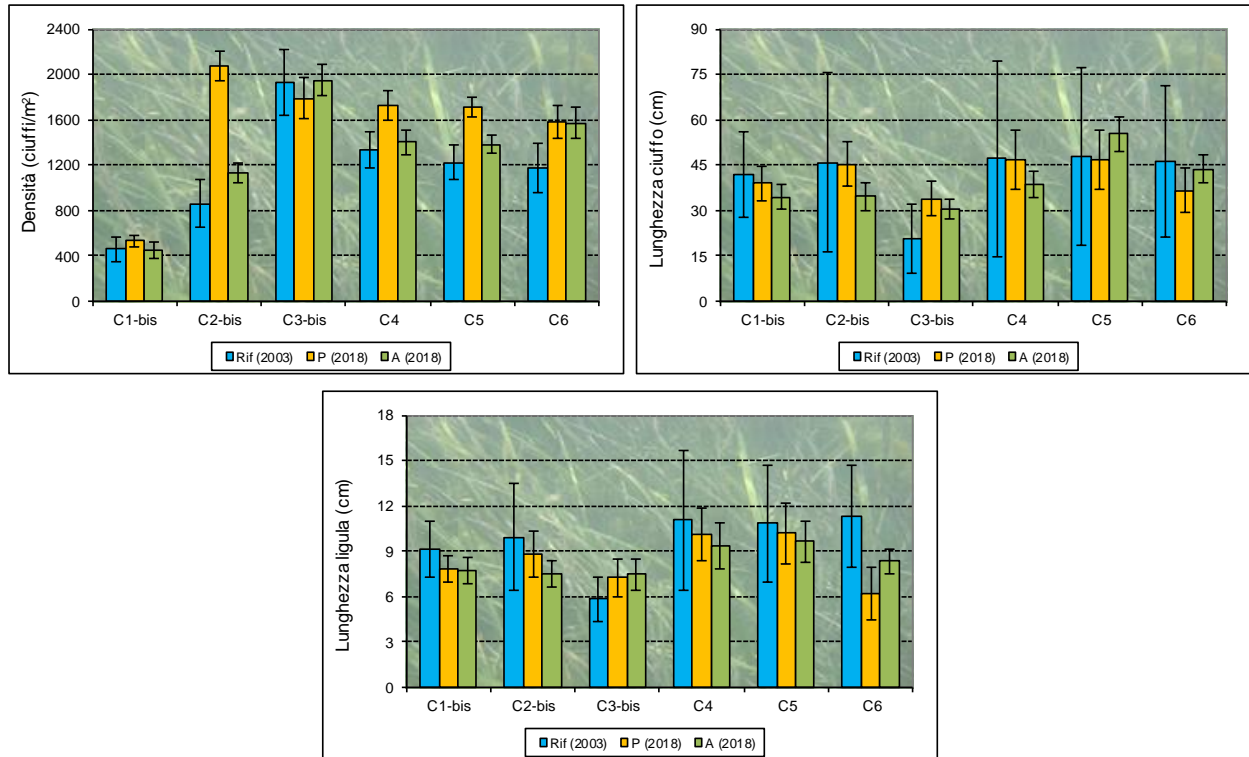 Densità (ciuffi/m²)
2400
2000
1600
1200
800
400
0
C1-bis C2-bis C3-bis C4 C5 C6
Rif (2003) P (2018) A (2018)
Lunghezza ciuffo (cm)
90
75
60
45
30
15
0
C1-bis C2-bis C3-bis C4 C5 C6
Rif (2003) P (2018) A (2018)
Lunghezza ligula (cm)
18
15
12
9
6
3
0
C1-bis C2-bis C3-bis C4 C5 C6
Rif (2003) P (2018) A (2018)